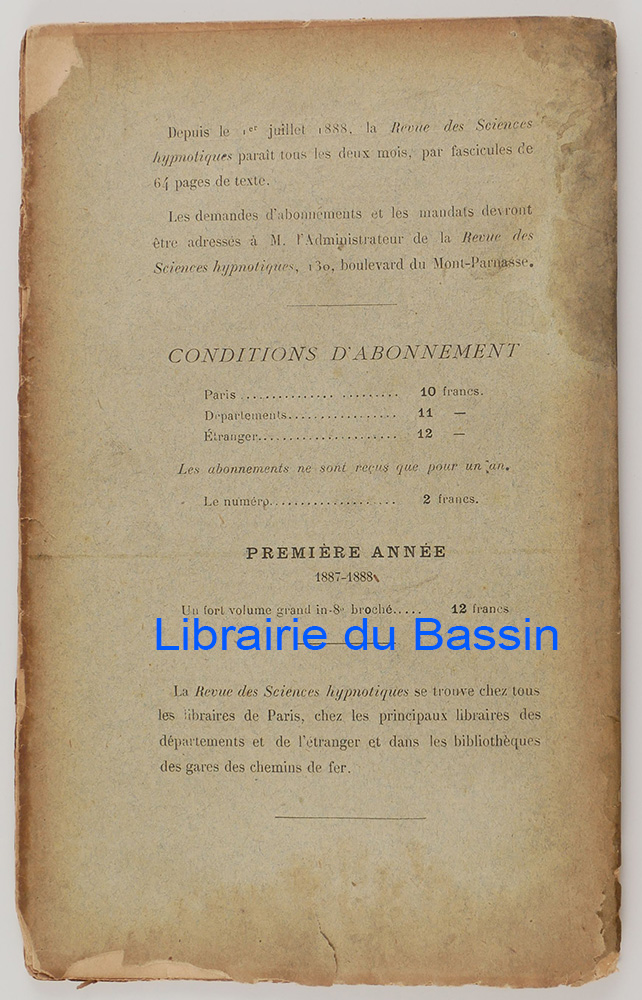 Depuis le 1er juillet 1888, la Revue des Sciences
hypnotiques paraît tous les deux mois, par fascicules de
64 pages de texte.
Les demandes d'abonnements et les mandats devront
être adressés à M. l'Administrateur de la Revue des
Sciences hypnotiques, 130, boulevard du Mont-Parnasse.
CONDITIONS D'ABONNEMENT
Paris ....................... 10 francs.
Départements................. 11 —
Étranger...................... 12 —
Les abonnements ne sont reçus que pour un an.
Le numéro.................... 2 francs.
PREMIÈRE ANNÉE
1887-1888
Un fort volume grand in-8° broché..... 12 francs
Librairie du Bassin
La Revue des Sciences hypnotiques se trouve chez tous
les libraires de Paris, chez les principaux libraires des
départements et de l'étranger et dans les bibliothèques
des gares des chemins de fer.